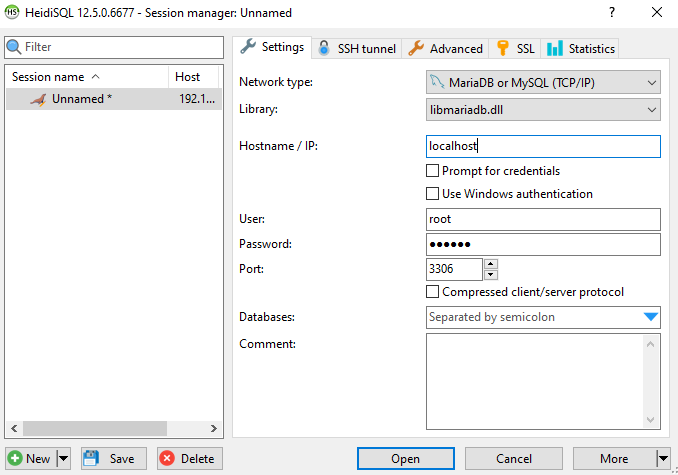 HeidiSQL 12.5.0.6677 - Session manager: Unnamed
Filter
Session name Host
Unnamed * 192.1...
Settings SSH tunnel Advanced SSL Statistics
Network type: MariaDB or MySQL (TCP/IP)
Library: libmariadb.dll
Hostname / IP: localhost
Prompt for credentials
Use Windows authentication
User: root
Password: ●●●●●●
Port: 3306
Compressed client/server protocol
Databases: Separated by semicolon
Comment:
New Save Delete Open Cancel More